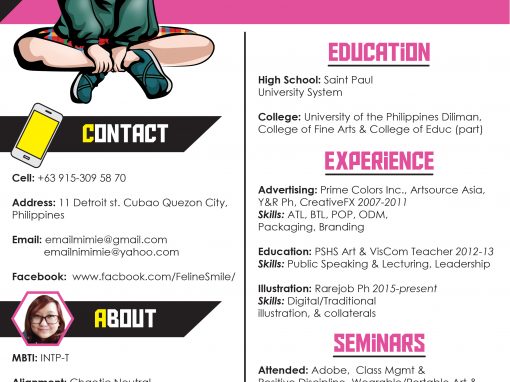 CONTACT
Cell: +63 915-309 58 70
Address: 11 Detroit st. Cubao Quezon City,
Philippines
Email: emailmimie@gmail.com
emailnimimie@yahoo.com
Facebook: www.facbook.com/FelineSmile/
ABOUT
MBTI: INTP-T
Alignment: Chaotic Neutral
EDUCATiON
High School: Saint Paul
University System
College: University of the Philippines Diliman,
College of Fine Arts & College of Educ (part)
EXPERiENCE
Advertising: Prime Colors Inc., Artsource Asia,
Y&R Ph, CreativeFX 2007-2011
Skills: ATL, BTL, POP, ODM,
Packaging, Branding
Education: PSHS Art & VisCom Teacher 2012-13
Skills: Public Speaking & Lecturing, Leadership
Illustration: Rarejob Ph 2015-present
Skills: Digital/Traditional
illustration, & collaterals
SEMiNARS
Attended: Adobe, Class Mgmt &
Positive Discipline, Wearable/Portable Art &